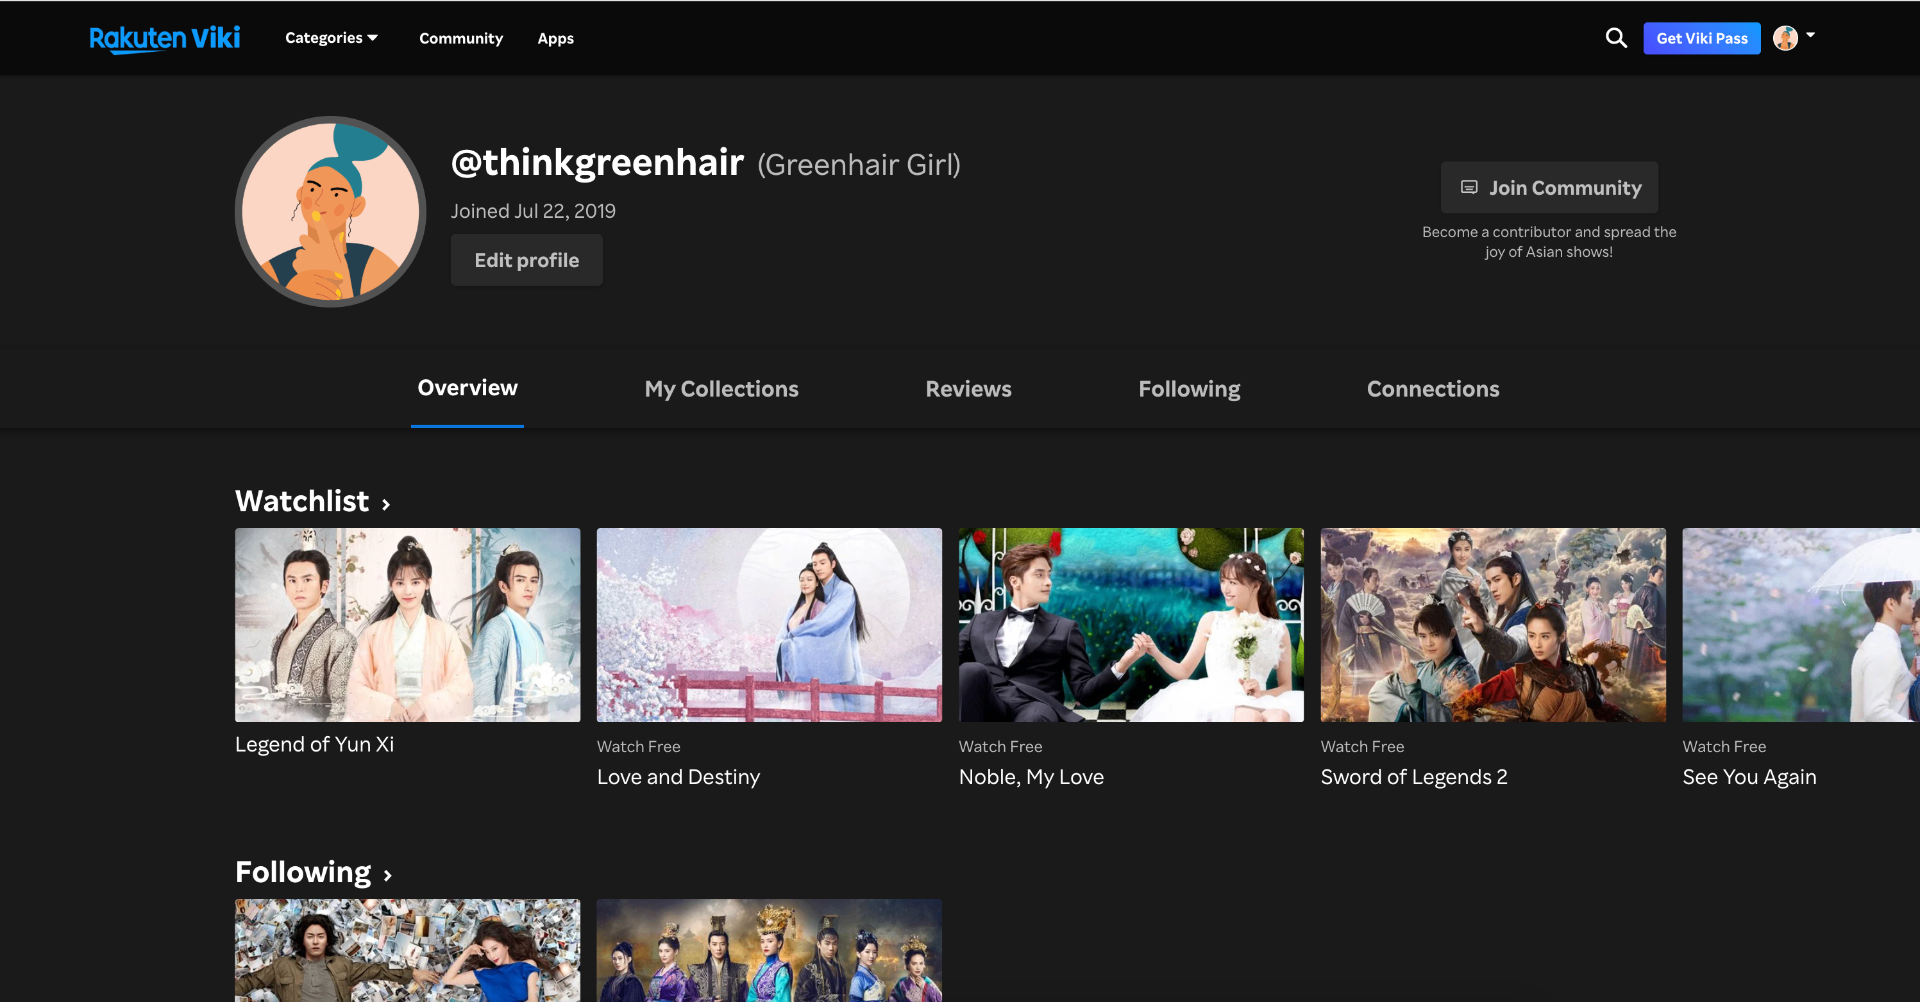 Rakuten Viki
Categories
Community
Apps
Get Viki Pass
@thinkgreenhair (Greenhair Girl)
Joined Jul 22, 2019
Edit profile
Join Community
Become a contributor and spread the
joy of Asian shows!
Overview
My Collections
Reviews
Following
Connections
Watchlist
Legend of Yun Xi
Watch Free
Love and Destiny
Watch Free
Noble, My Love
Watch Free
Sword of Legends 2
Watch Free
See You Again
Following